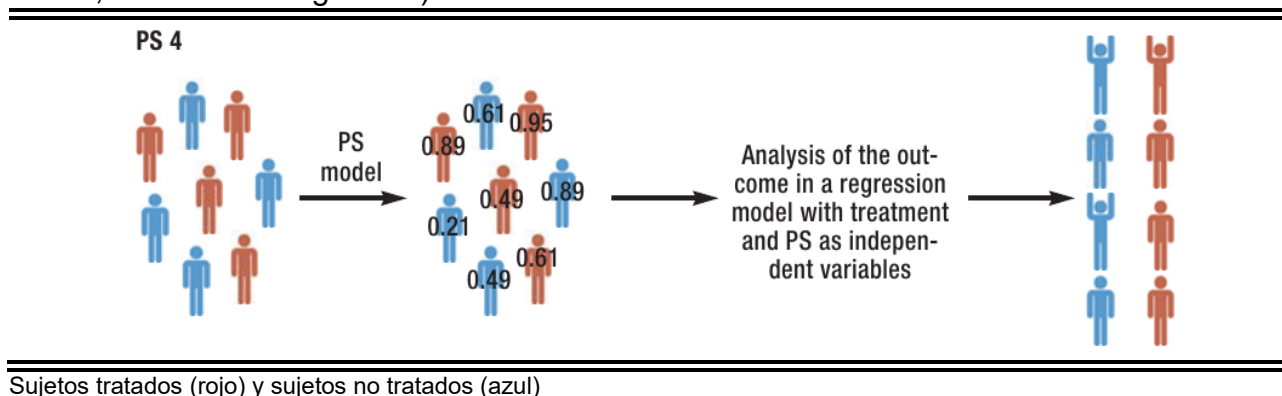 PS 4
PS
model
0.61
0.95
0.89
0.89
0.49
0.21
0.61
0.49
Analysis of the out-
come in a regression
model with treatment
and PS as indepen-
dent variables
Sujetos tratados (rojo) y sujetos no tratados (azul)